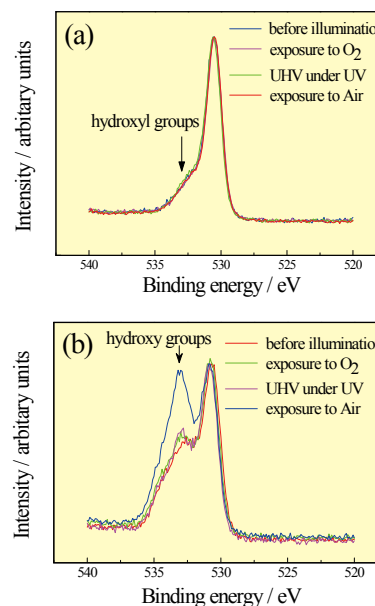 (a)
before illumination
exposure to O2
UHV under UV
exposure to Air
hydroxyl groups
Intensity / arbitary units
540 535 530 525 520
Binding energy / eV
(b)
hydroxy groups
before illuminatio
exposure to O2
UHV under UV
exposure to Air
Intensity / arbitary units
540 535 530 525 520
Binding energy / eV